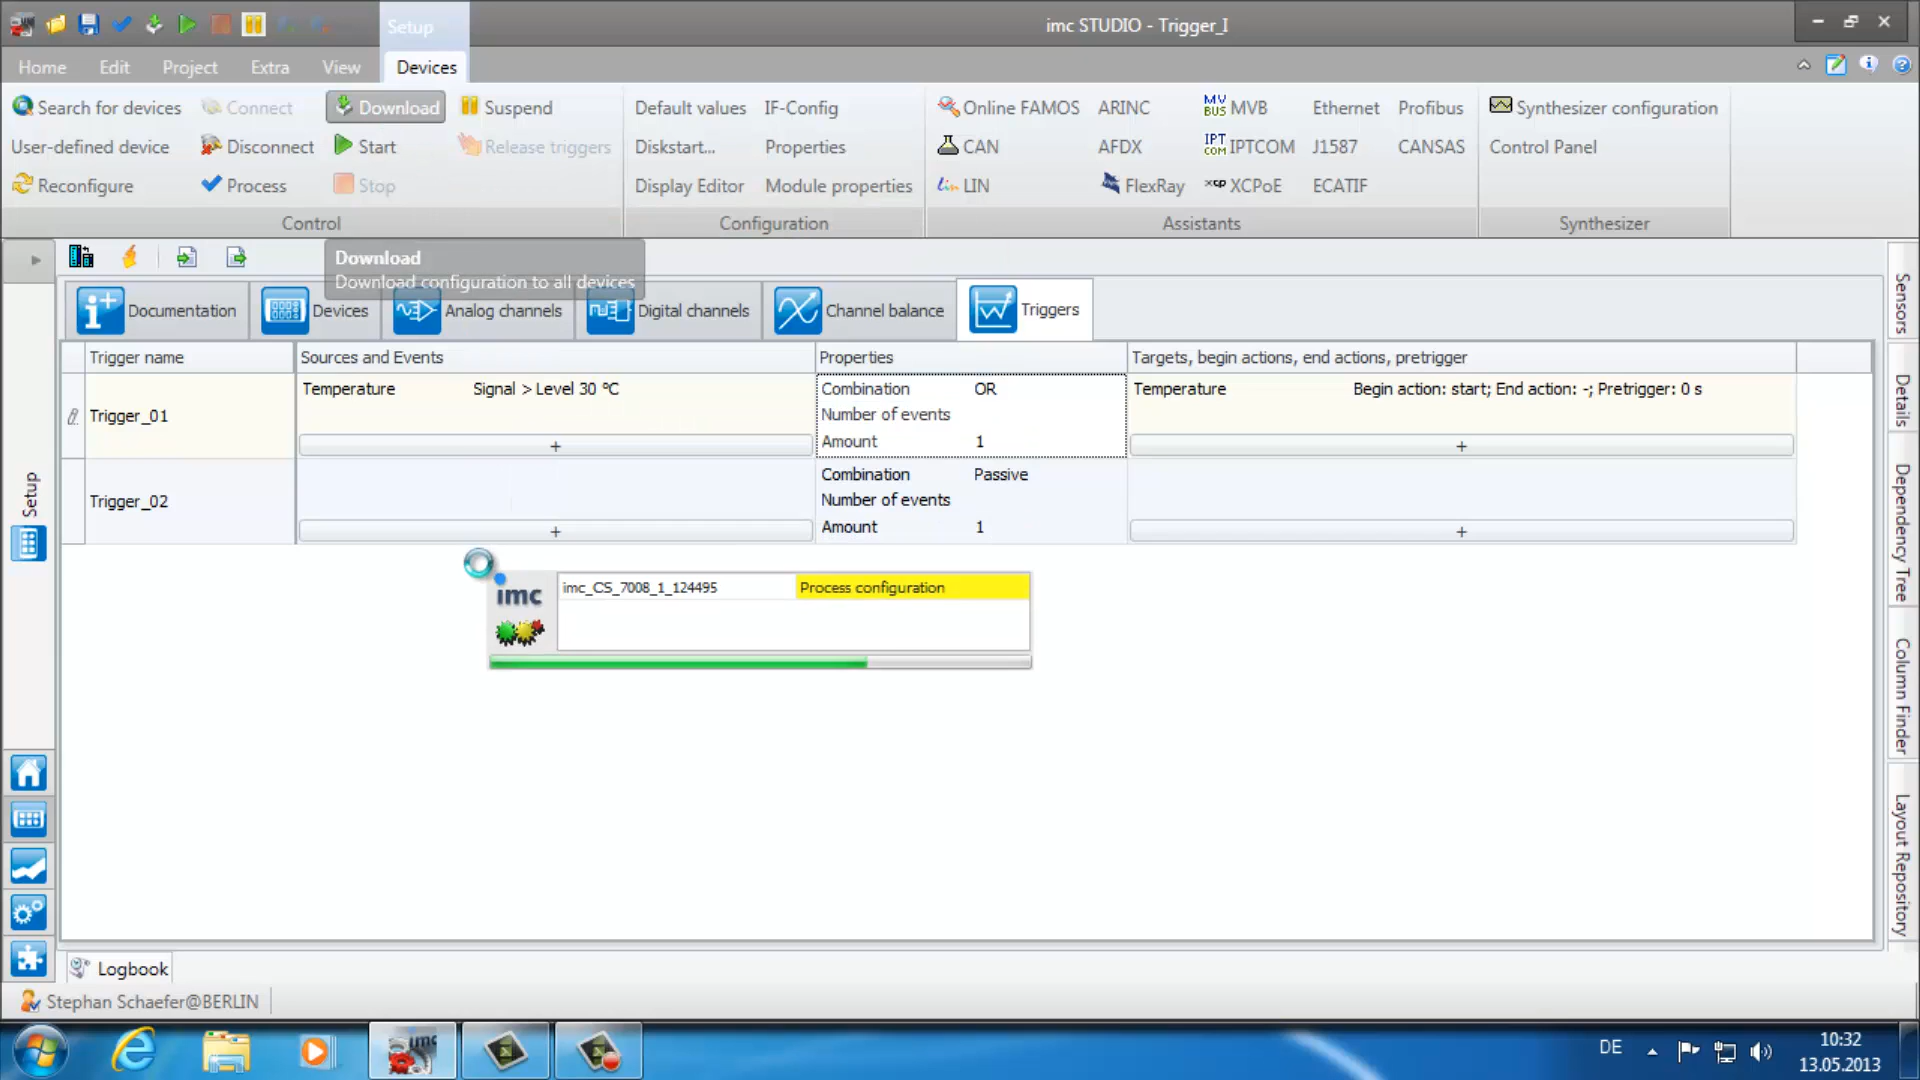 Setup
imc STUDIO - Trigger_I
Home Edit Project Extra View Devices
Search for devices Connect Download Suspend Default values IF-Config Online FAMOS ARINC MV BUS MVB Ethernet Profibus Synthesizer configuration
User-defined device Disconnect Start Release triggers Diskstart... Properties CAN AFDX IPT COM IPTCOM J1587 CANSAS Control Panel
Reconfigure Process Stop Display Editor Module properties Lin LIN FlexRay xcp XCPoE ECATIF
Control Configuration Assistants Synthesizer
Download
Download configuration to all devices
Documentation Devices Analog channels Digital channels Channel balance Triggers
Trigger name Sources and Events Properties Targets, begin actions, end actions, pretrigger
Trigger_01
Temperature Signal > Level 30 °C
+
Combination OR
Number of events
Amount 1
Temperature Begin action: start; End action: -; Pretrigger: 0 s
+
Trigger_02
+
Combination Passive
Number of events
Amount 1
+
imc
imc_CS_7008_1_124495 Process configuration
Setup
Sensors
Details
Dependency Tree
Column Finder
Layout Repository
Logbook
Stephan Schaefer@BERLIN
imc
DE
10:32
13.05.2013